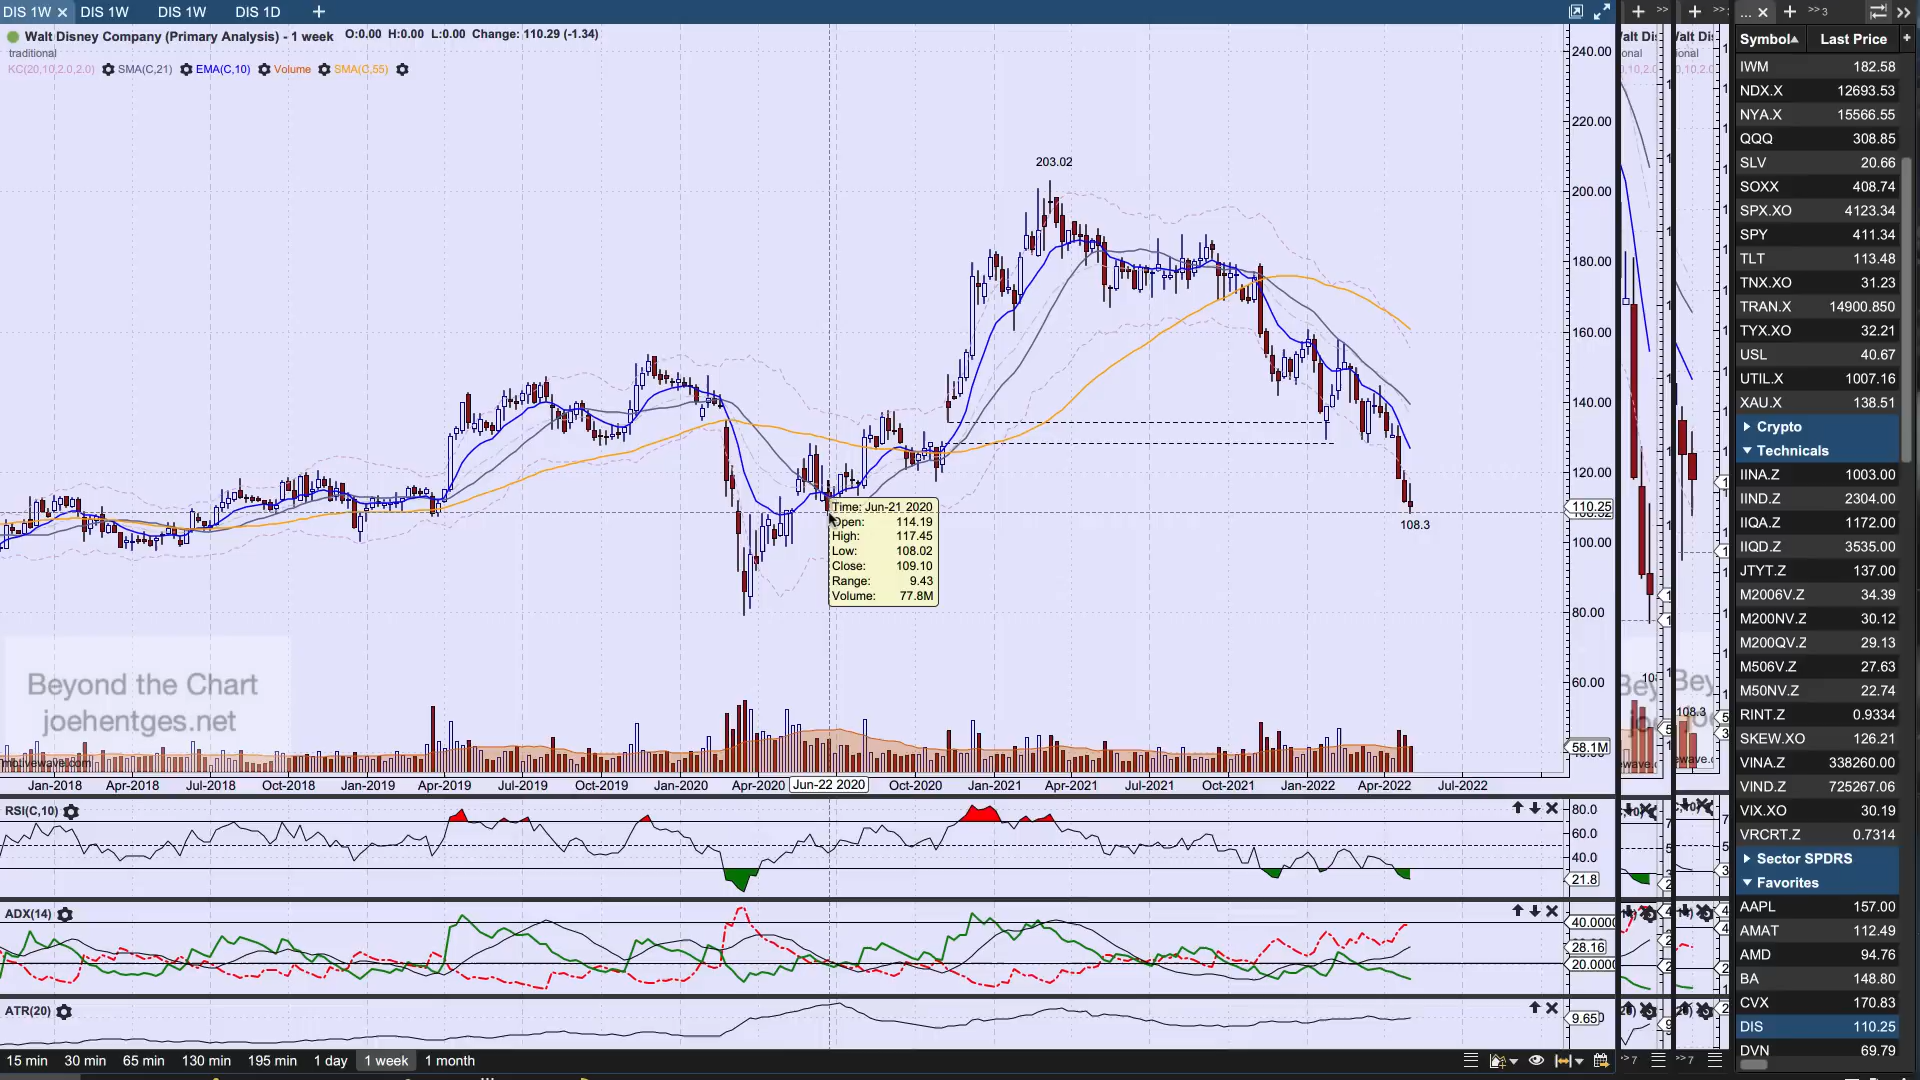 DIS 1W DIS 1W DIS 1W DIS 1D
Walt Disney Company (Primary Analysis) - 1 week O:0.00 H:0.00 L:0.00 Change: 110.29 (-1.34)
traditional
KC(20,10,2.0,2.0) SMA(C,21) EMA(C,10) Volume SMA(C,55)
240.00
220.00
203.02
200.00
180.00
160.00
140.00
120.00
110.25
108.3
100.00
80.00
60.00
58.1M
Time: Jun-21 2020
Open: 114.19
High: 117.45
Low: 108.02
Close: 109.10
Range: 9.43
Volume: 77.8M
Beyond the Chart
joehentges.net
motivewave.com
Jan-2018 Apr-2018 Jul-2018 Oct-2018 Jan-2019 Apr-2019 Jul-2019 Oct-2019 Jan-2020 Apr-2020 Jun-22 2020 Oct-2020 Jan-2021 Apr-2021 Jul-2021 Oct-2021 Jan-2022 Apr-2022 Jul-2022
RSI(C,10)
80.0
60.0
40.0
21.8
ADX(14)
40.0000
28.16
20.0000
ATR(20)
9.650
15 min 30 min 65 min 130 min 195 min 1 day 1 week 1 month
Symbol Last Price
IWM 182.58
NDX.X 12693.53
NYA.X 15566.55
QQQ 308.85
SLV 20.66
SOXX 408.74
SPX.XO 4123.34
SPY 411.34
TLT 113.48
TNX.XO 31.23
TRAN.X 14900.850
TYX.XO 32.21
USL 40.67
UTIL.X 1007.16
XAU.X 138.51
Crypto
Technicals
IINA.Z 1003.00
IIND.Z 2304.00
IIQA.Z 1172.00
IIQD.Z 3535.00
JTYT.Z 137.00
M2006V.Z 34.39
M200NV.Z 30.12
M200QV.Z 29.13
M506V.Z 27.63
M50NV.Z 22.74
RINT.Z 0.9334
SKEW.XO 126.21
VINA.Z 338260.00
VIND.Z 725267.06
VIX.XO 30.19
VRCRT.Z 0.7314
Sector SPDRS
Favorites
AAPL 157.00
AMAT 112.49
AMD 94.76
BA 148.80
CVX 170.83
DIS 110.25
DVN 69.79